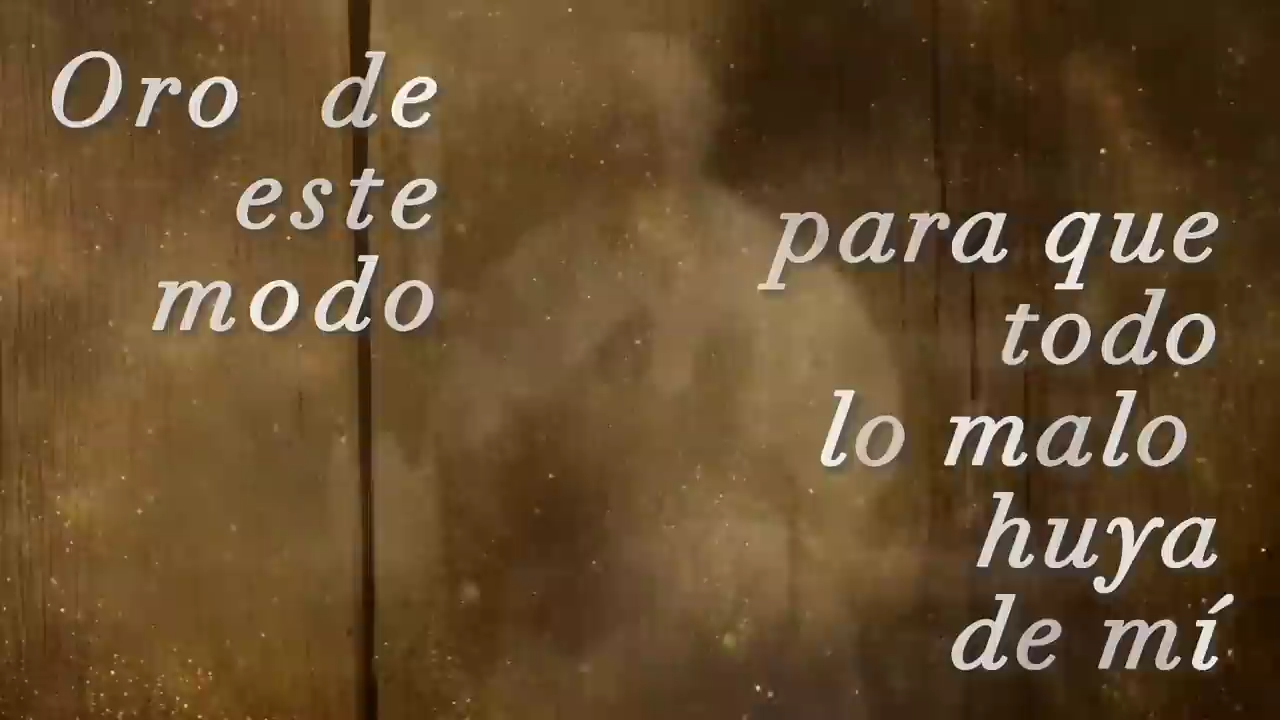 Oro de
este
modo
para que
todo
lo malo
huya
de mí